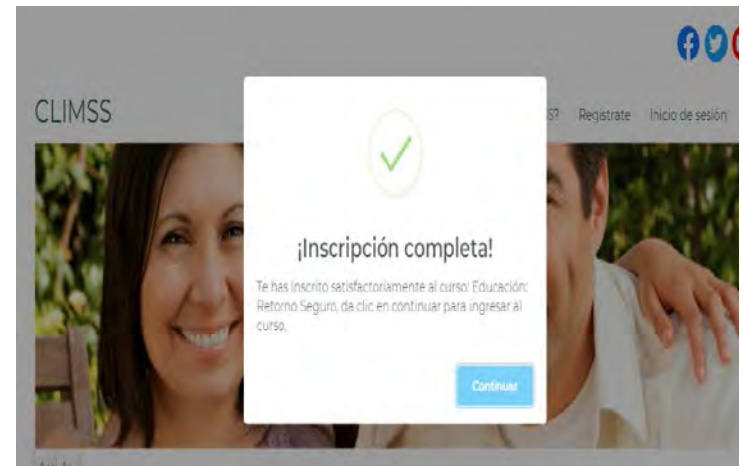 CLIMSS
Registrate Inicio de sesión
¡Inscripción completa!
Te has inscrito satisfactoriamente al curso: Educación:
Retorno Seguro, da clic en continuar para ingresar al
curso.
Continuar